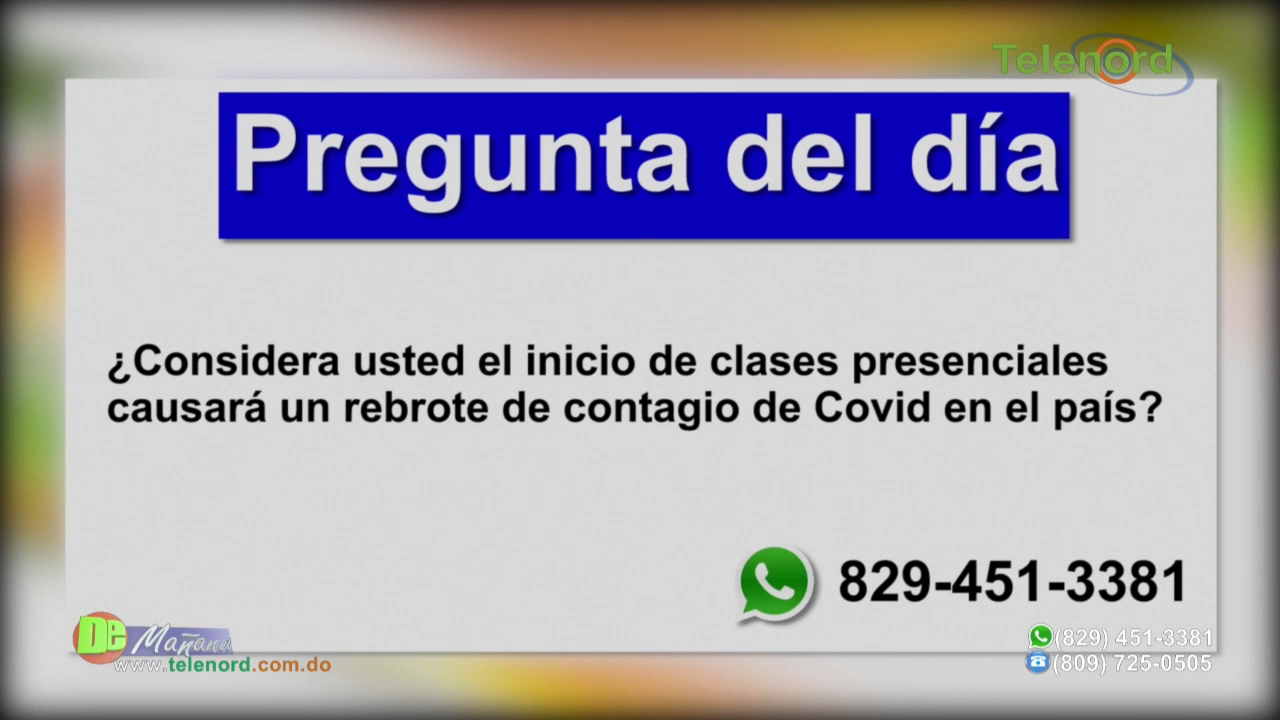 Telenord
Pregunta del día
¿Considera usted el inicio de clases presenciales
causará un rebrote de contagio de Covid en el país?
829-451-3381
De Mañana
www.telenord.com.do
(829) 451-3381
(809) 725-0505